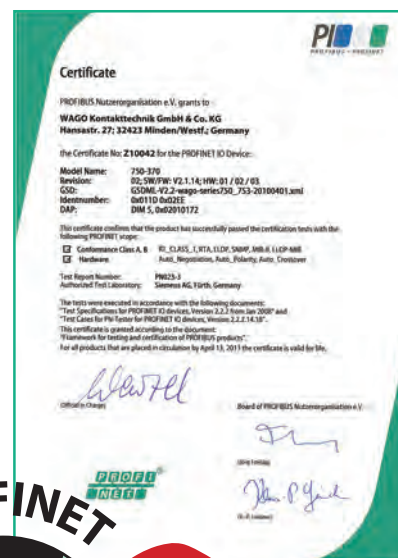 PI
PROFIBUS • PROFINET
Certificate
PROFIBUS Nutzerorganisation e.V. grants to
WAGO Kontakttechnik GmbH & Co. KG
Hansastr. 27; 32423 Minden/Westf.; Germany
the Certificate No: Z10042 for the PROFINET IO Device:
Model Name: 750-370
Revision: 02; SW/FW: V2.1.14; HW: 01 / 02 / 03
GSD: GSDML-V2.2-wago-series750_753-20100401.xml
Identnumber: 0x011D 0x02EE
DAP: DIM 5, 0x02010172
This certificate confirms that the product has successfully passed the certification tests with the
following PROFINET scope:
Conformance Class A, B RT_CLASS_1, RTA, LLDP, SNMP, MIB-II, LLDP-MIB
Hardware Auto_Negotiation, Auto_Polarity, Auto_Crossover
Test Report Number: PN023-3
Authorized Test Laboratory: Siemens AG, Fürth, Germany
The tests were executed in accordance with the following documents:
"Test Specifications for PROFINET IO devices, Version 2.2.2 from Jan 2008" and
"Test Cases for PN-Tester for PROFINET IO devices, Version 2.2.2.14.18".
This certificate is granted according to the document:
"Framework for testing and certification of PROFIBUS products".
For all products that are placed in circulation by April 13, 2013 the certificate is valid for life.
(Official in Charge)
Board of PROFIBUS Nutzerorganisation e.V.
PROFI
NET
FINET